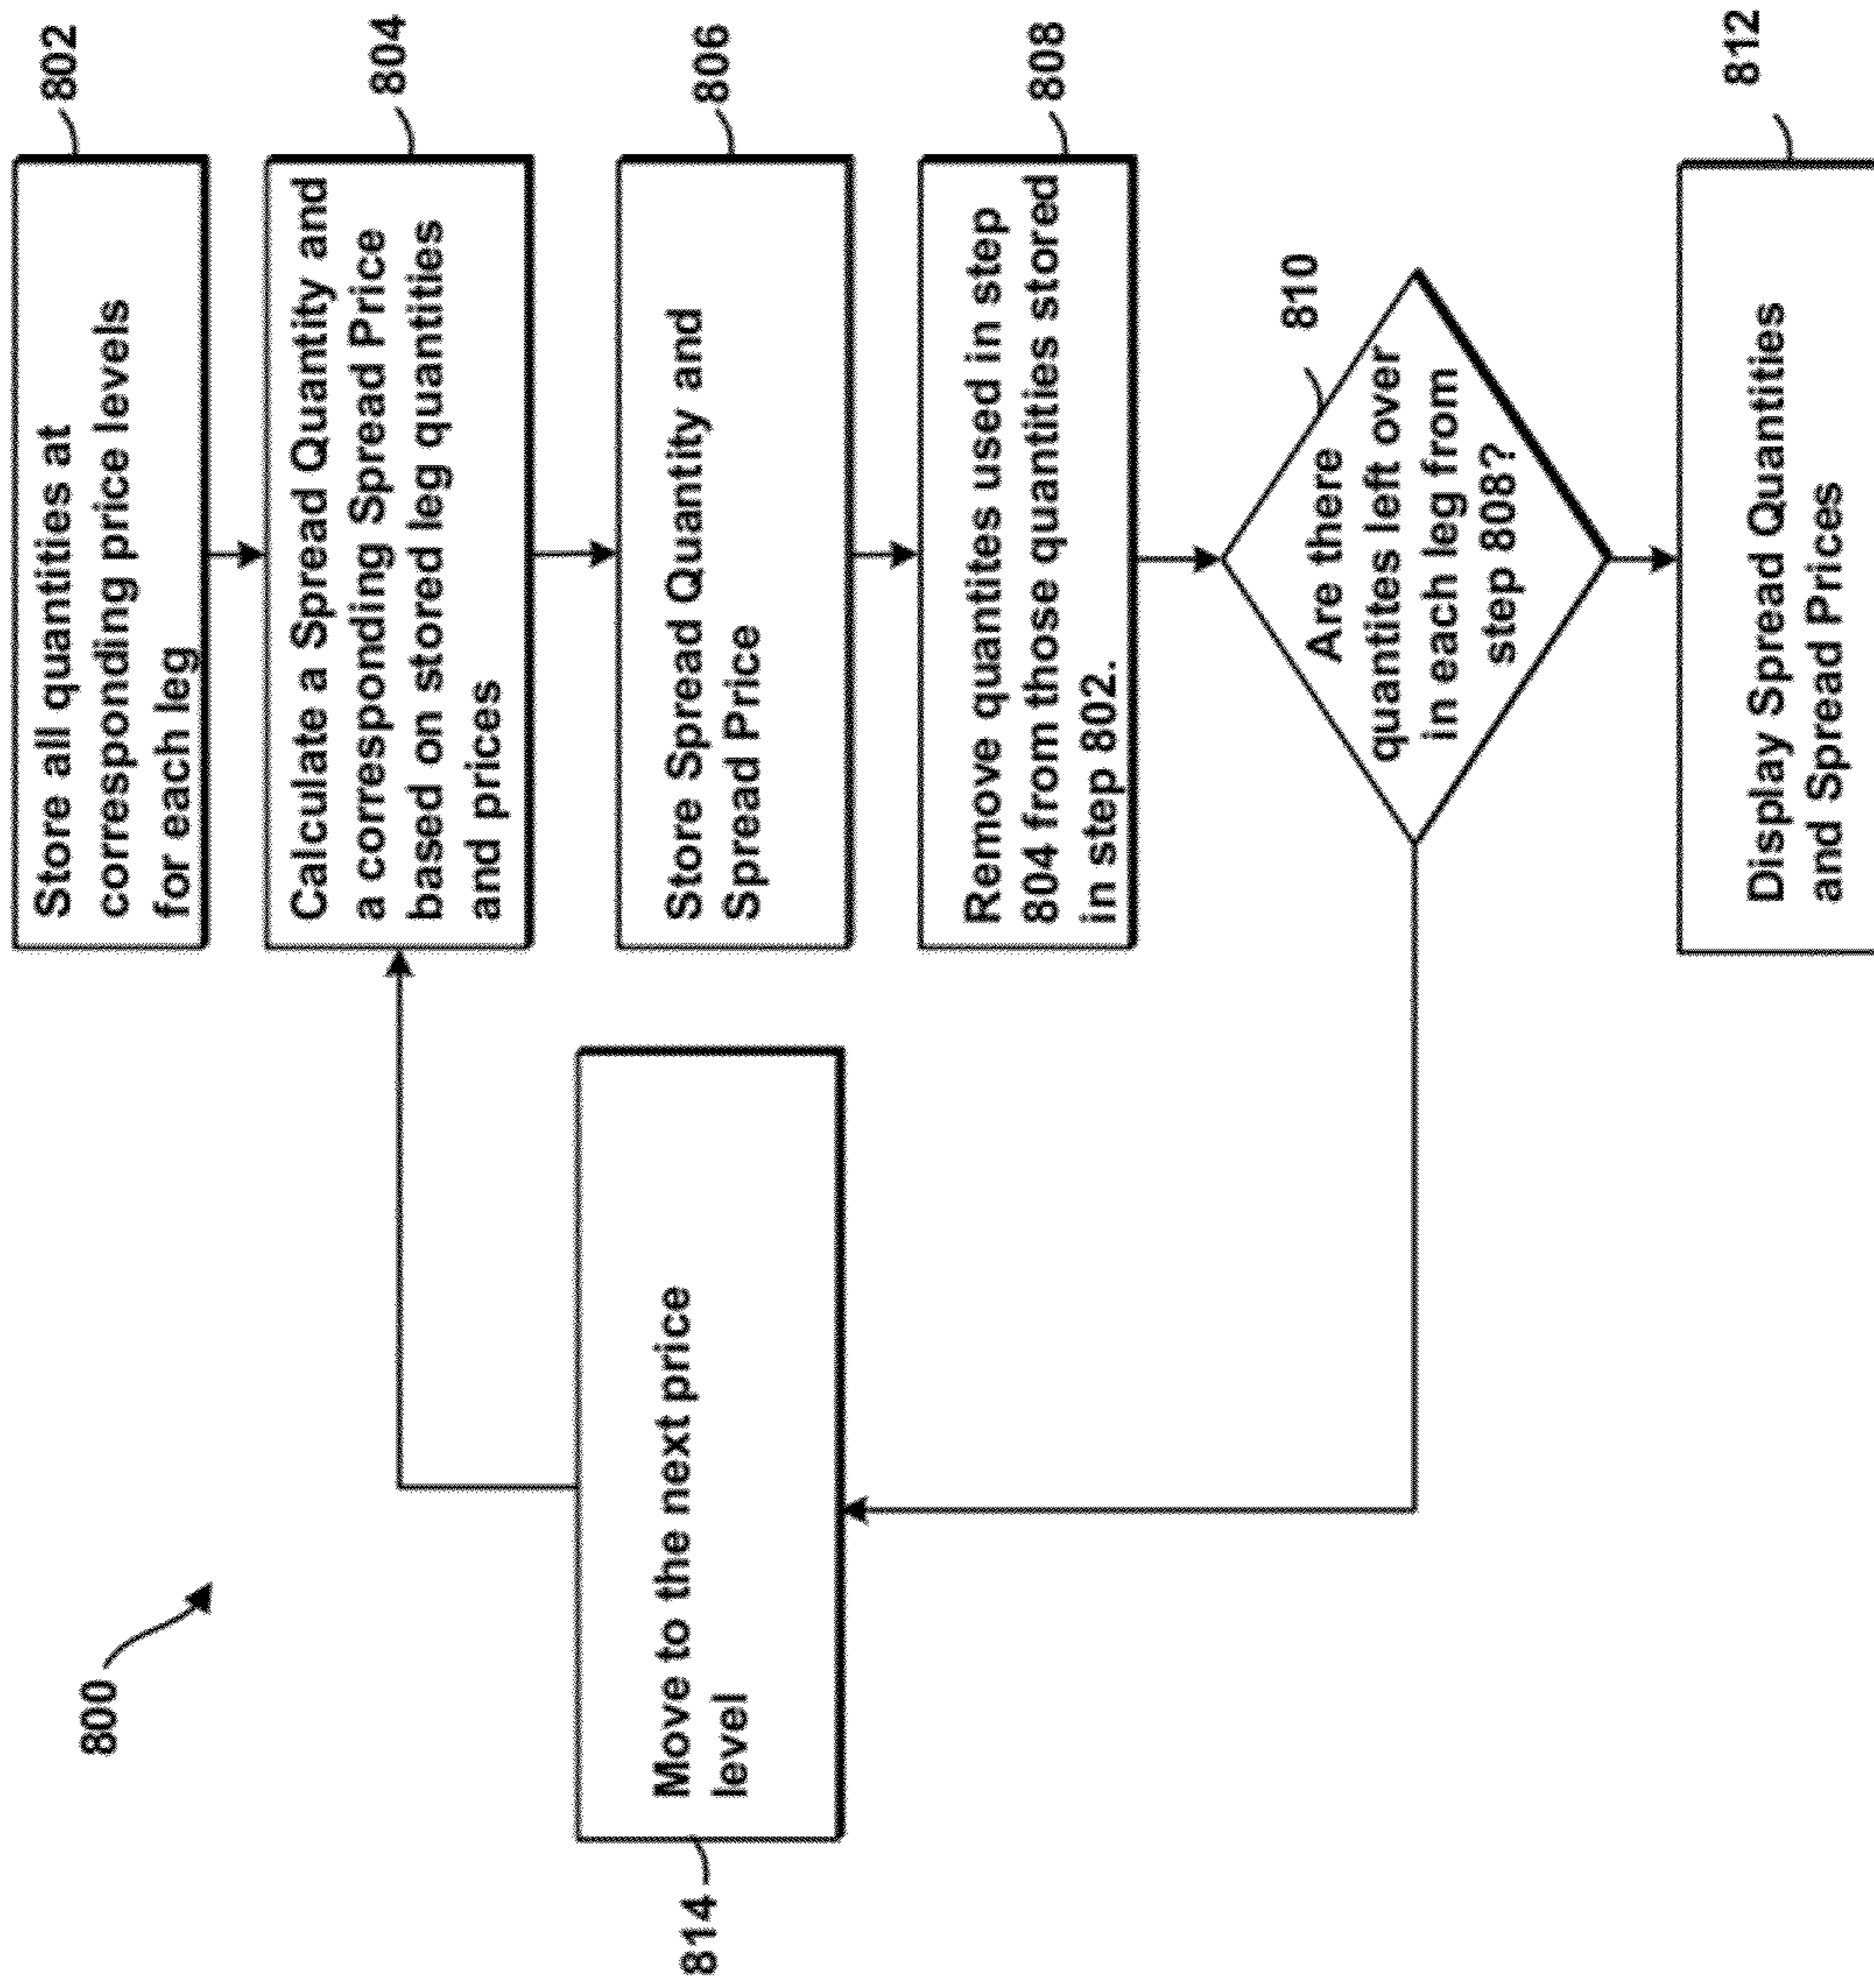 800
802
Store all quantities at
corresponding price levels
for each leg
804
Calculate a Spread Quantity and
a corresponding Spread Price
based on stored leg quantities
and prices
806
Store Spread Quantity and
Spread Price
808
Remove quantites used in step
804 from those quantities stored
in step 802.
810
Are there
quantites left over
in each leg from
step 808?
812
Display Spread Quantities
and Spread Prices
814
Move to the next price
level